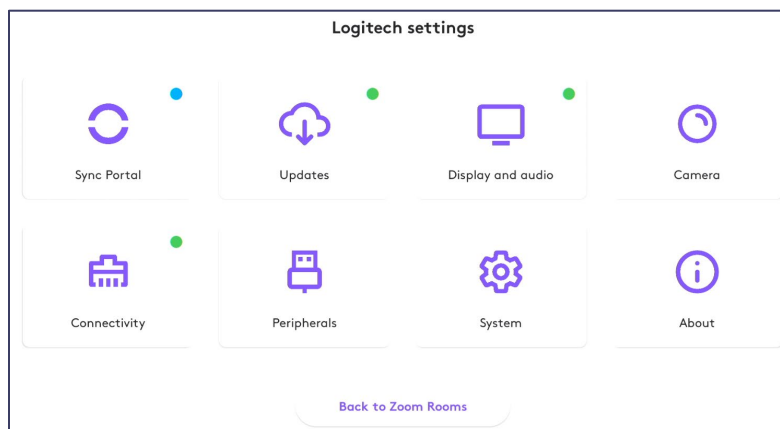 Logitech settings
Sync Portal
Updates
Display and audio
Camera
Connectivity
Peripherals
System
About
Back to Zoom Rooms